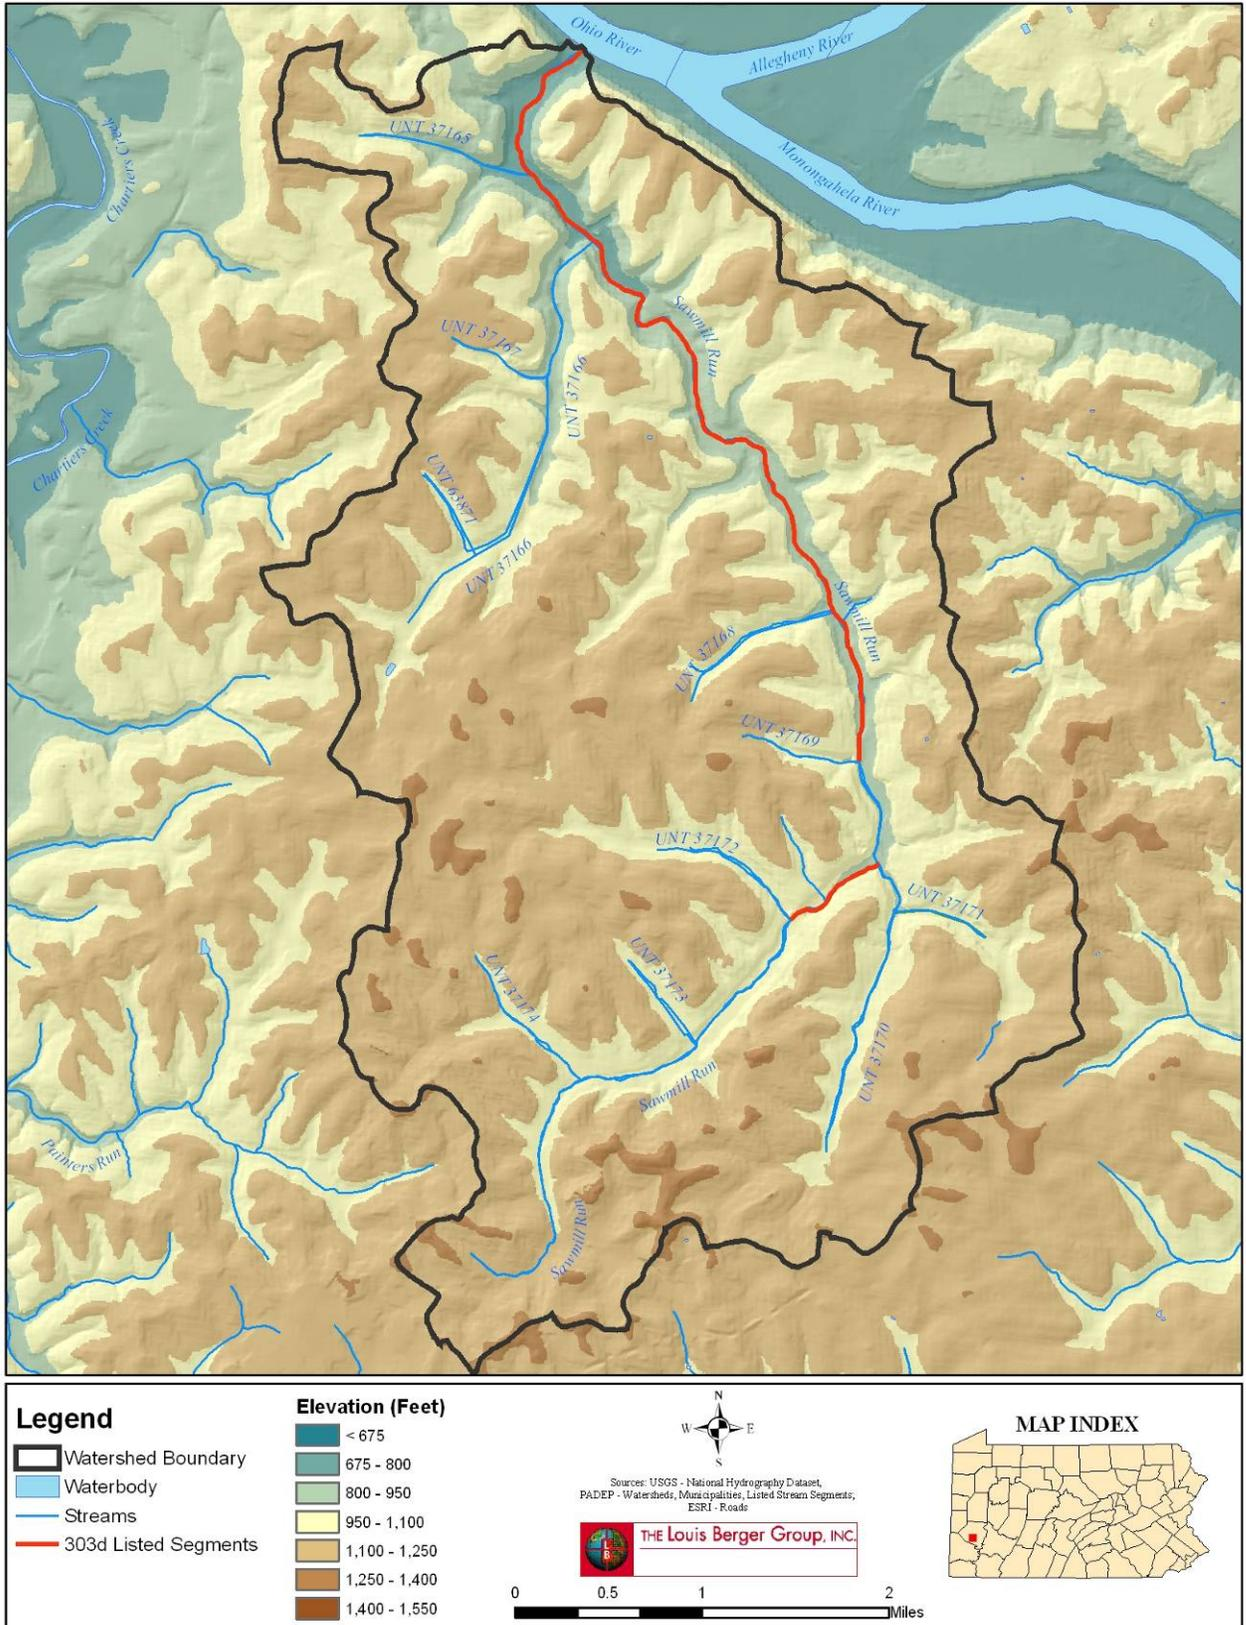 Ohio River
Allegheny River
Monongahela River
Chartiers Creek
UNT 37165
Sawmill Run
UNT 37167
UNT 37166
Chartiers Creek
UNT 63871
UNT 37166
Sawmill Run
UNT 37168
UNT 37169
UNT 37172
UNT 37171
UNT 37173
UNT 37174
UNT 37170
Sawmill Run
Painters Run
Sawmill Run
Legend
Watershed Boundary
Waterbody
Streams
303d Listed Segments
Elevation (Feet)
< 675
675 - 800
800 - 950
950 - 1,100
1,100 - 1,250
1,250 - 1,400
1,400 - 1,550
N
W E
S
Sources: USGS - National Hydrography Dataset,
PADEP - Watersheds, Municipalities, Listed Stream Segments;
ESRI - Roads
L
B
THE Louis Berger Group, INC.
0 0.5 1 2
Miles
MAP INDEX